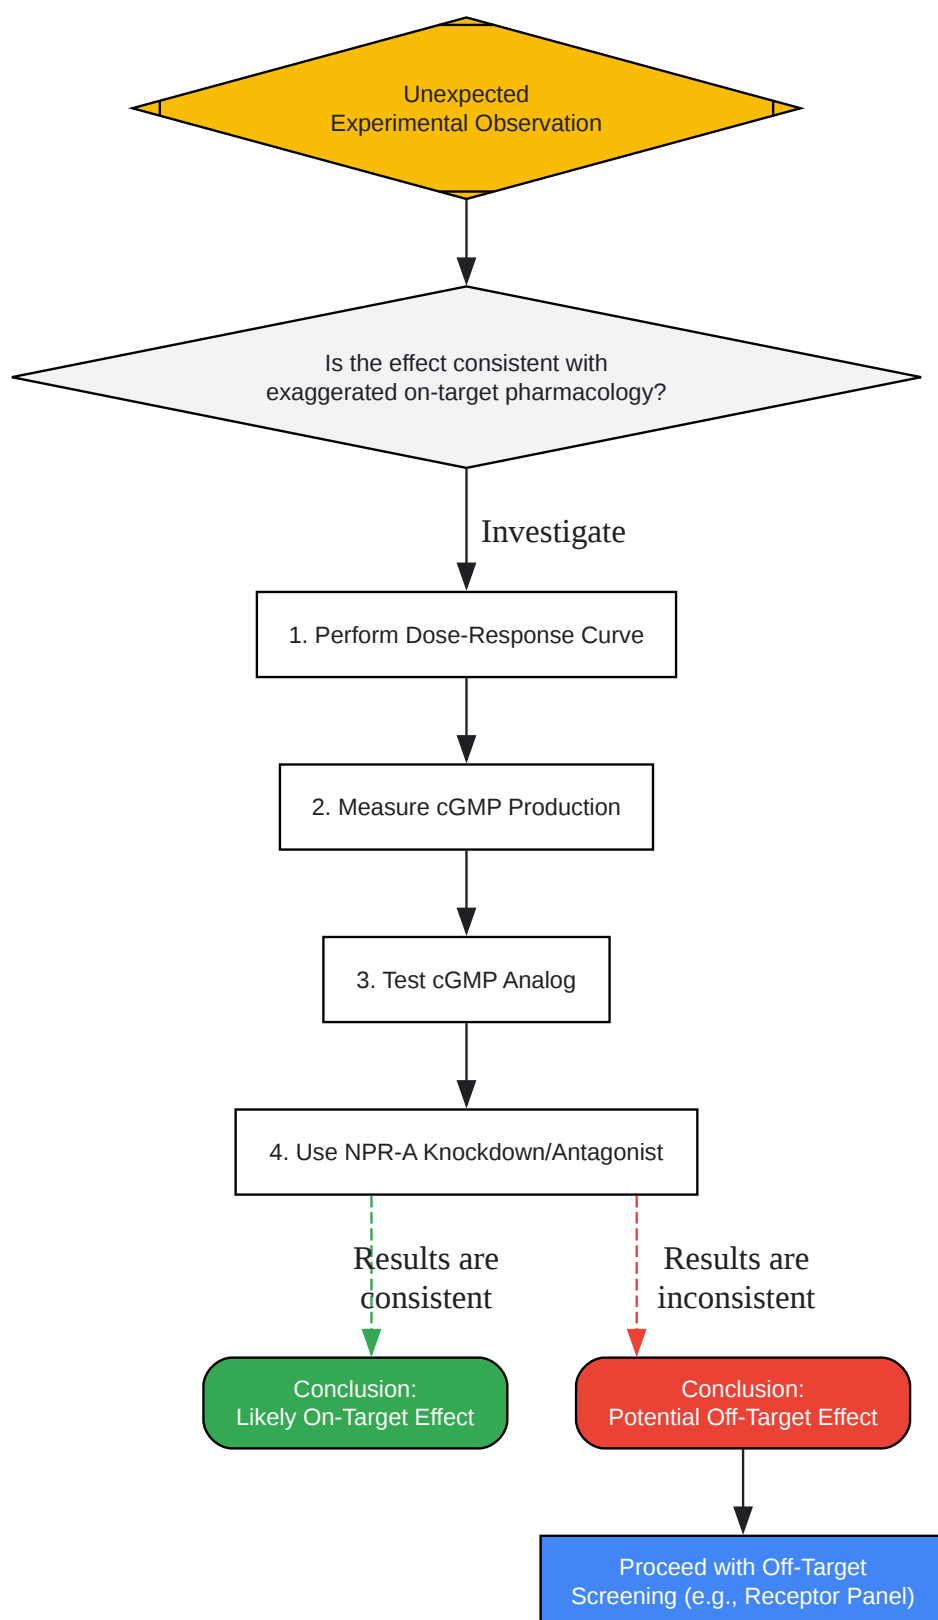 Unexpected
Experimental Observation
Is the effect consistent with
exaggerated on-target pharmacology?
Investigate
1. Perform Dose-Response Curve
2. Measure cGMP Production
3. Test cGMP Analog
4. Use NPR-A Knockdown/Antagonist
Results are
consistent
Results are
inconsistent
Conclusion:
Likely On-Target Effect
Conclusion:
Potential Off-Target Effect
Proceed with Off-Target
Screening (e.g., Receptor Panel)